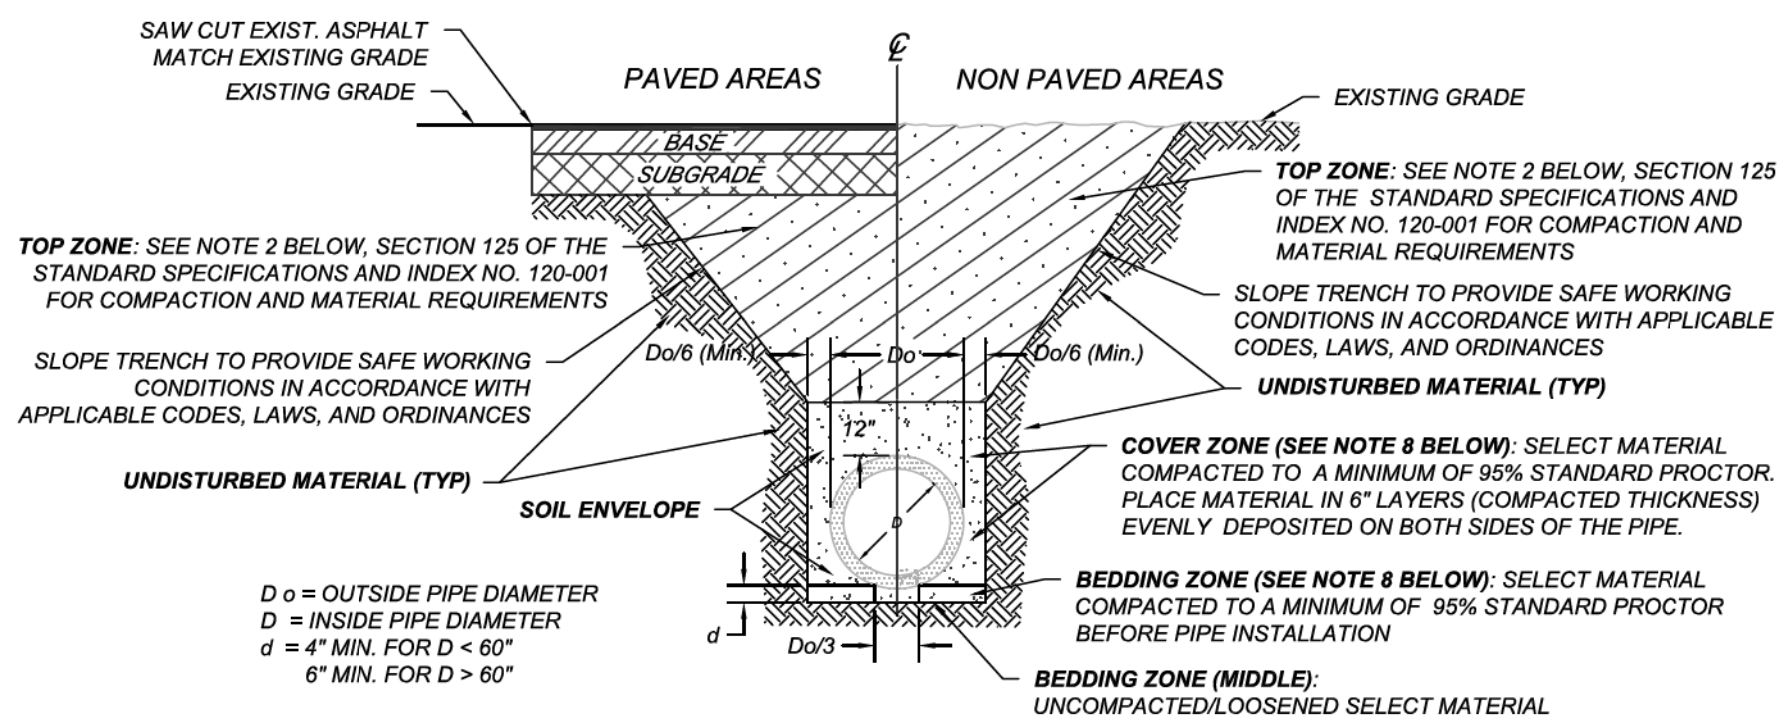 SAW CUT EXIST. ASPHALT
MATCH EXISTING GRADE
EXISTING GRADE
PAVED AREAS
℄
NON PAVED AREAS
EXISTING GRADE
BASE
SUBGRADE
TOP ZONE: SEE NOTE 2 BELOW, SECTION 125
OF THE STANDARD SPECIFICATIONS AND
INDEX NO. 120-001 FOR COMPACTION AND
MATERIAL REQUIREMENTS
TOP ZONE: SEE NOTE 2 BELOW, SECTION 125 OF THE
STANDARD SPECIFICATIONS AND INDEX NO. 120-001
FOR COMPACTION AND MATERIAL REQUIREMENTS
SLOPE TRENCH TO PROVIDE SAFE WORKING
CONDITIONS IN ACCORDANCE WITH APPLICABLE
CODES, LAWS, AND ORDINANCES
SLOPE TRENCH TO PROVIDE SAFE WORKING
CONDITIONS IN ACCORDANCE WITH
APPLICABLE CODES, LAWS, AND ORDINANCES
Do/6 (Min.)
Do
Do/6 (Min.)
UNDISTURBED MATERIAL (TYP)
12"
COVER ZONE (SEE NOTE 8 BELOW): SELECT MATERIAL
COMPACTED TO A MINIMUM OF 95% STANDARD PROCTOR.
PLACE MATERIAL IN 6" LAYERS (COMPACTED THICKNESS)
EVENLY DEPOSITED ON BOTH SIDES OF THE PIPE.
UNDISTURBED MATERIAL (TYP)
SOIL ENVELOPE
D
BEDDING ZONE (SEE NOTE 8 BELOW): SELECT MATERIAL
COMPACTED TO A MINIMUM OF 95% STANDARD PROCTOR
BEFORE PIPE INSTALLATION
D o = OUTSIDE PIPE DIAMETER
D = INSIDE PIPE DIAMETER
d = 4" MIN. FOR D < 60"
6" MIN. FOR D > 60"
d
Do/3
BEDDING ZONE (MIDDLE):
UNCOMPACTED/LOOSENED SELECT MATERIAL